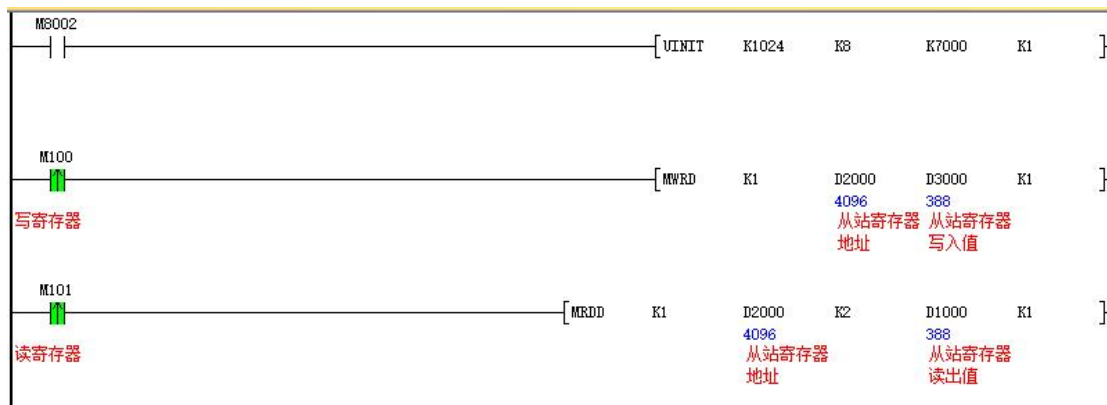 M8002
UINIT K1024 K8 K7000 K1
M100
MWRD K1 D2000 D3000 K1
4096 388
写寄存器 从站寄存器 从站寄存器
地址 写入值
M101
MRDD K1 D2000 K2 D1000 K1
4096 388
读寄存器 从站寄存器 从站寄存器
地址 读出值